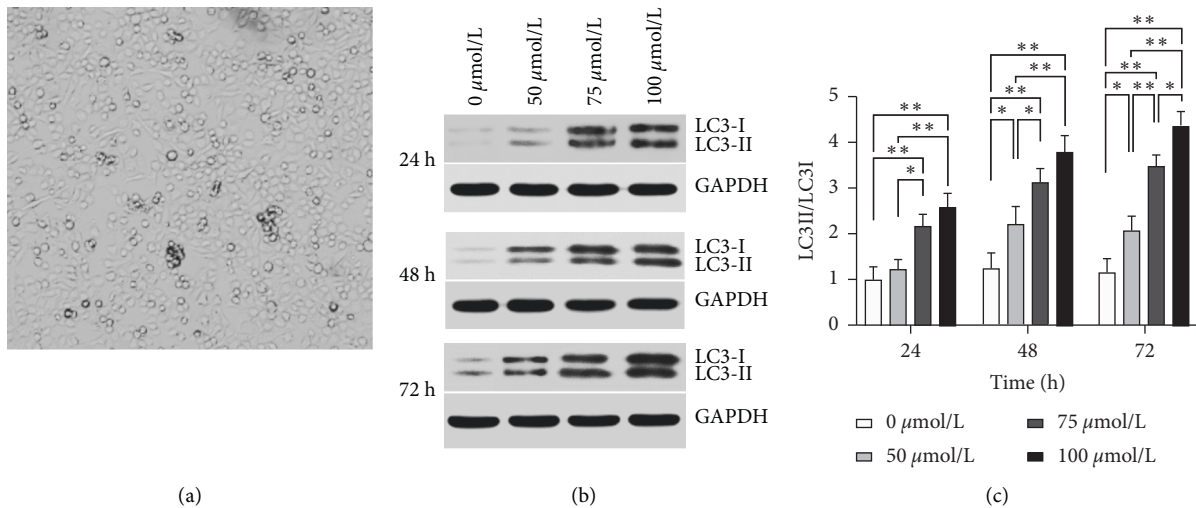 0 µmol/L
50 µmol/L
75 µmol/L
100 µmol/L
24 h
LC3-I
LC3-II
GAPDH
48 h
LC3-I
LC3-II
GAPDH
72 h
LC3-I
LC3-II
GAPDH
(a)
(b)
LC3II/LC3I
5
4
3
2
1
0
** ** ** *
** ** ** * *
** ** ** * ** *
24 48 72
Time (h)
0 µmol/L 75 µmol/L
50 µmol/L 100 µmol/L
(c)